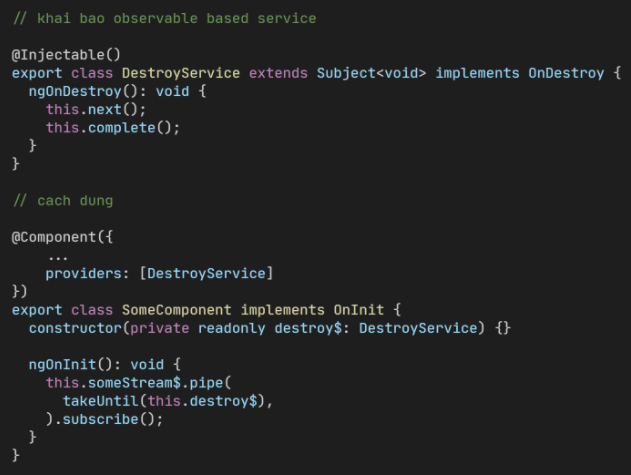 // khai bao observable based service
@Injectable()
export class DestroyService extends Subject<void> implements OnDestroy {
  ngOnDestroy(): void {
    this.next();
    this.complete();
  }
}
// cach dung
@Component({
    ...
    providers: [DestroyService]
})
export class SomeComponent implements OnInit {
  constructor(private readonly destroy$: DestroyService) {}
  ngOnInit(): void {
    this.someStream$.pipe(
      takeUntil(this.destroy$),
    ).subscribe();
  }
}